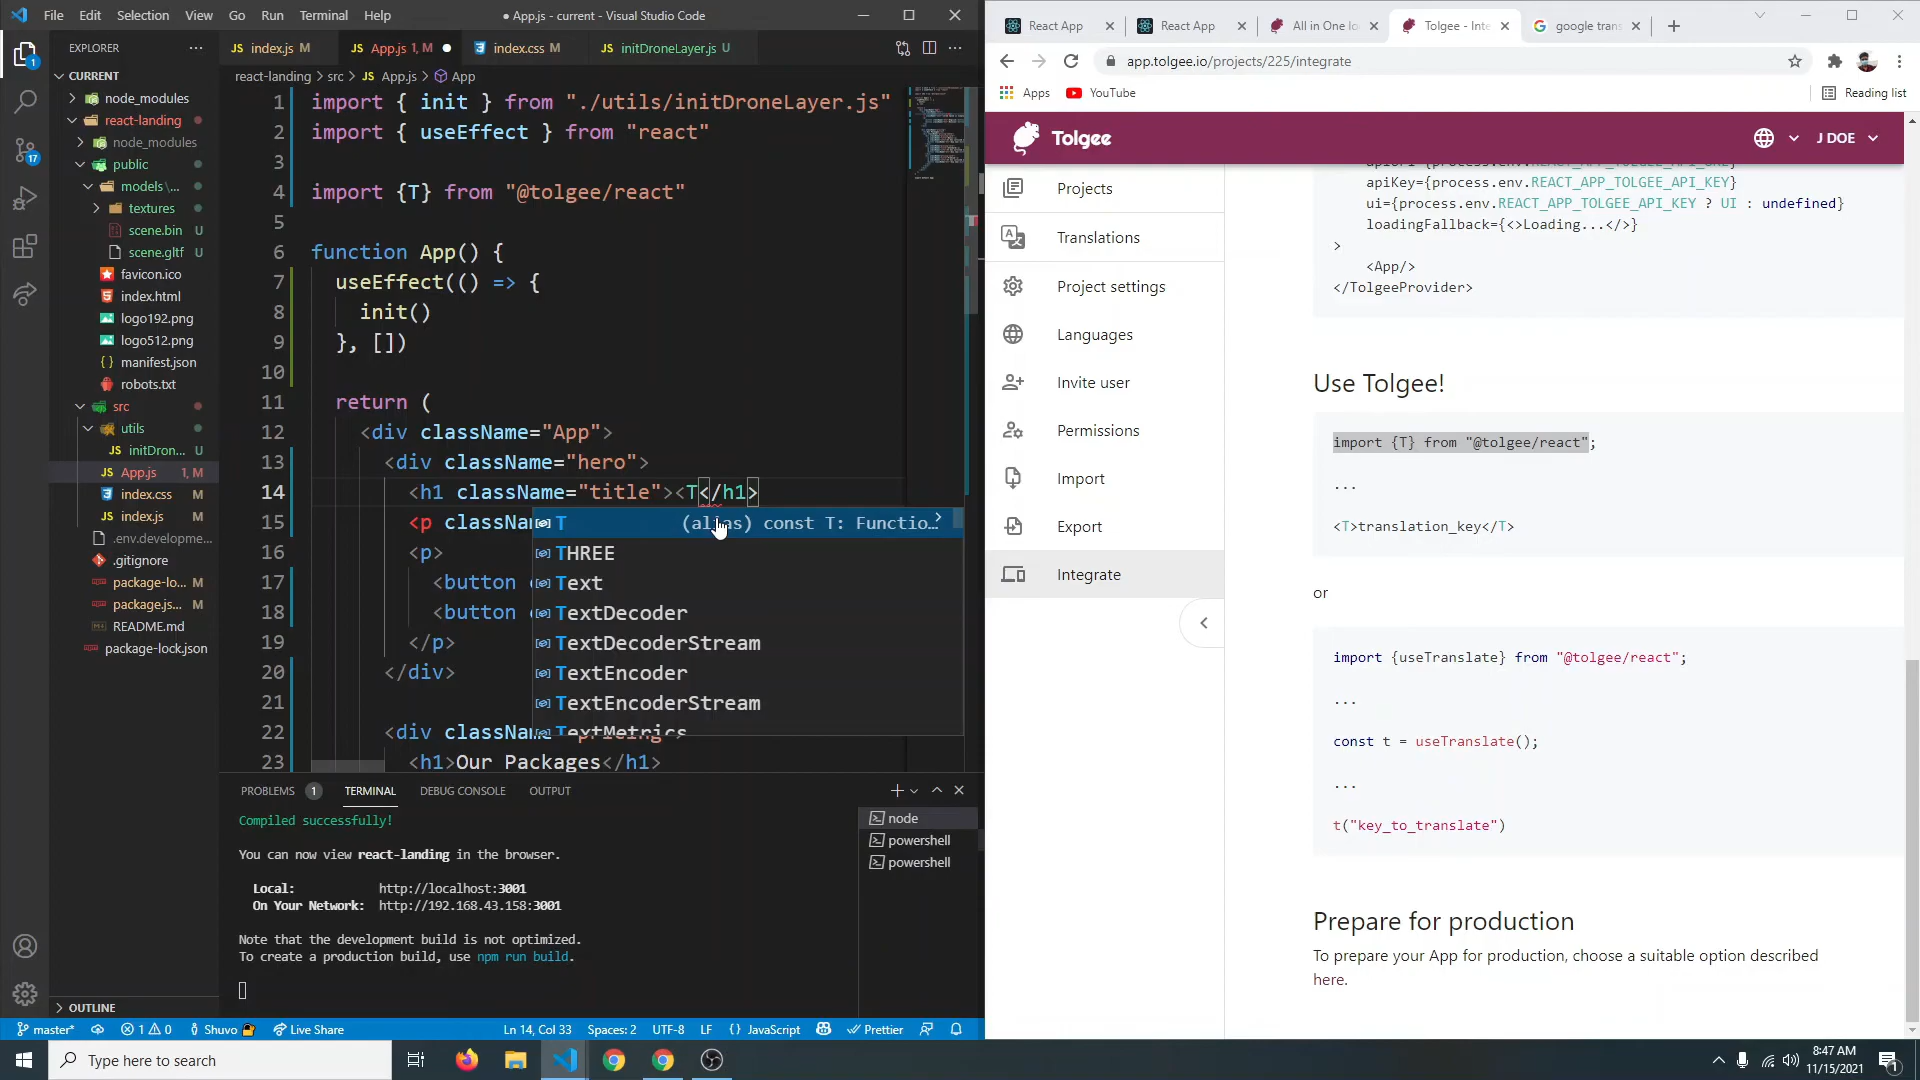 File Edit Selection View Go Run Terminal Help
● App.js - current - Visual Studio Code
EXPLORER
CURRENT
node_modules
react-landing
node_modules
public
models\...
textures
scene.bin U
scene.gltf U
favicon.ico
index.html
logo192.png
logo512.png
manifest.json
robots.txt
src
utils
initDron... U
App.js 1, M
index.css M
index.js M
.env.developme...
.gitignore
package-lo... M
package.js... M
README.md
package-lock.json
OUTLINE
index.js M App.js 1, M index.css M initDroneLayer.js U
react-landing > src > App.js > App
1 import { init } from "./utils/initDroneLayer.js"
2 import { useEffect } from "react"
3
4 import {T} from "@tolgee/react"
5
6 function App() {
7 useEffect(() => {
8 init()
9 }, [])
10
11 return (
12 <div className="App">
13 <div className="hero">
14 <h1 className="title"><T</h1>
15 <p classNam
16 <p>
17 <button
18 <button
19 </p>
20 </div>
21
22 <div classNam
23 <h1>Our Packages</h1>
T (alias) const T: Functio...
THREE
Text
TextDecoder
TextDecoderStream
TextEncoder
TextEncoderStream
TextMetrics
PROBLEMS 1 TERMINAL DEBUG CONSOLE OUTPUT
Compiled successfully!
You can now view react-landing in the browser.
Local: http://localhost:3001
On Your Network: http://192.168.43.158:3001
Note that the development build is not optimized.
To create a production build, use npm run build.
node
powershell
powershell
master* 1 0 Shuvo Live Share Ln 14, Col 33 Spaces: 2 UTF-8 LF {} JavaScript Prettier
React App React App All in One lo Tolgee - Inte google trans
app.tolgee.io/projects/225/integrate
Apps YouTube Reading list
Tolgee J DOE
Projects
Translations
Project settings
Languages
Invite user
Permissions
Import
Export
Integrate
apiKey={process.env.REACT_APP_TOLGEE_API_KEY}
ui={process.env.REACT_APP_TOLGEE_API_KEY ? UI : undefined}
loadingFallback={<>Loading...</>}
>
<App/>
</TolgeeProvider>
Use Tolgee!
import {T} from "@tolgee/react";
...
<T>translation_key</T>
or
import {useTranslate} from "@tolgee/react";
...
const t = useTranslate();
...
t("key_to_translate")
Prepare for production
To prepare your App for production, choose a suitable option described
here.
Type here to search
8:47 AM
11/15/2021
1